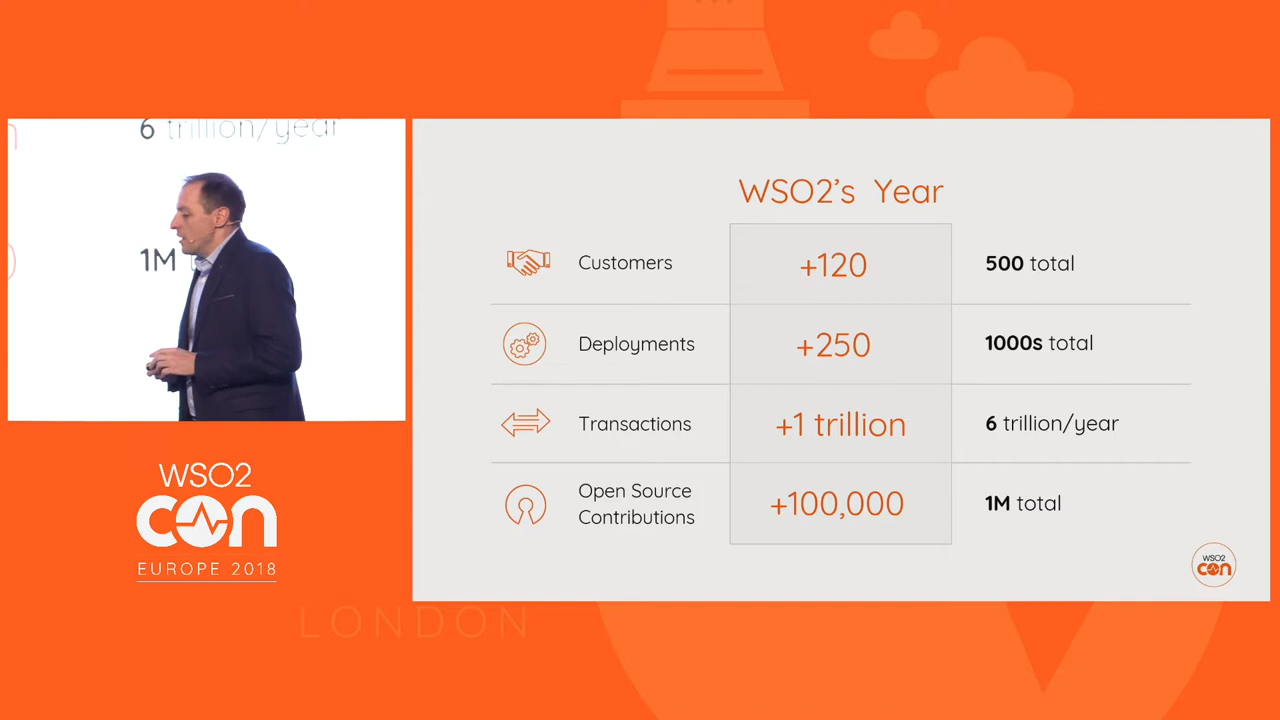 6 trillion/year
1M
WSO2's Year
Customers +120 500 total
Deployments +250 1000s total
Transactions +1 trillion 6 trillion/year
Open Source
Contributions +100,000 1M total
WSO2
con
WSO2
con
EUROPE 2018
LONDON